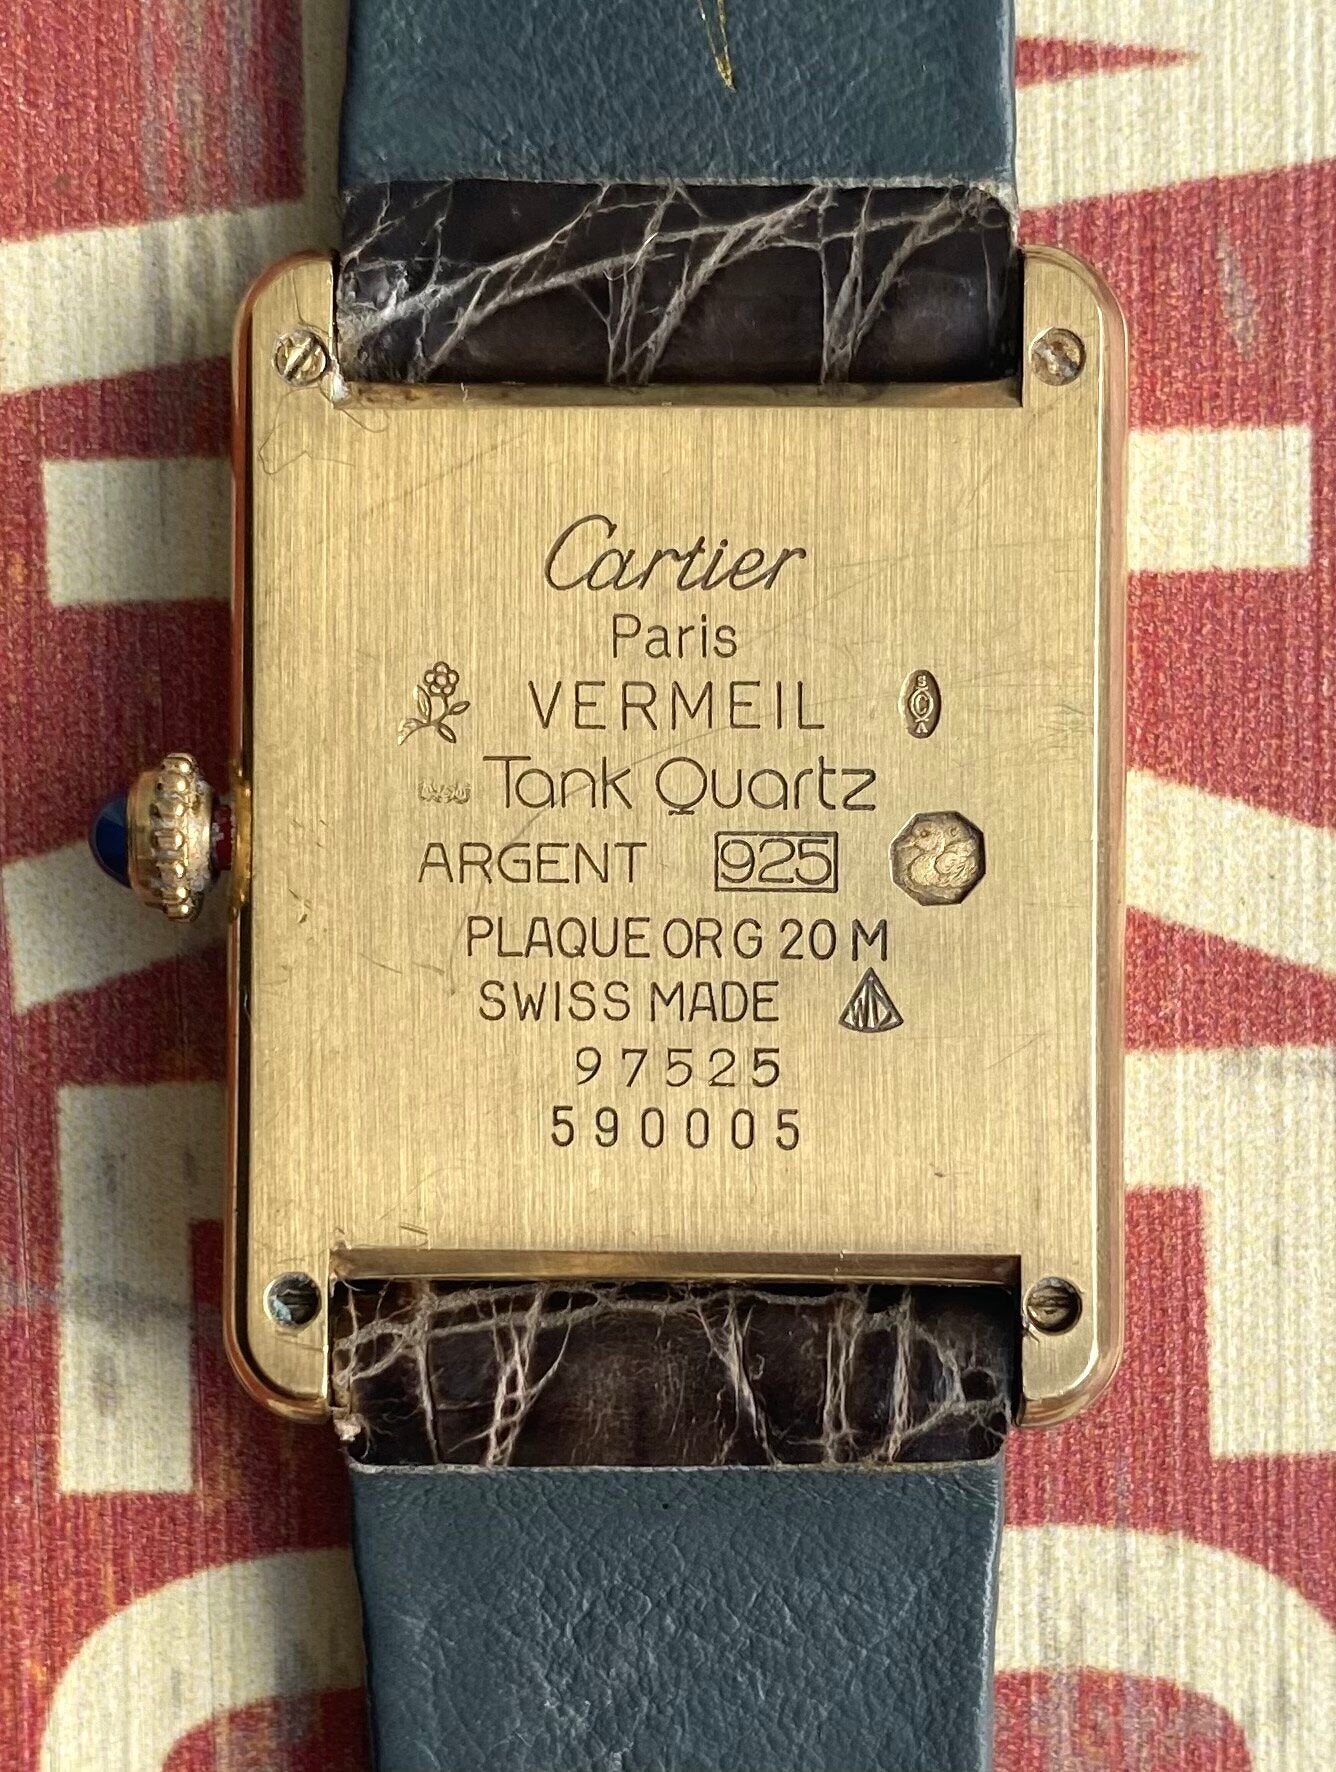 Cartier
Paris
VERMEIL
Tank Quartz
ARGENT 925
PLAQUE OR G 20 M
SWISS MADE
97525
590005